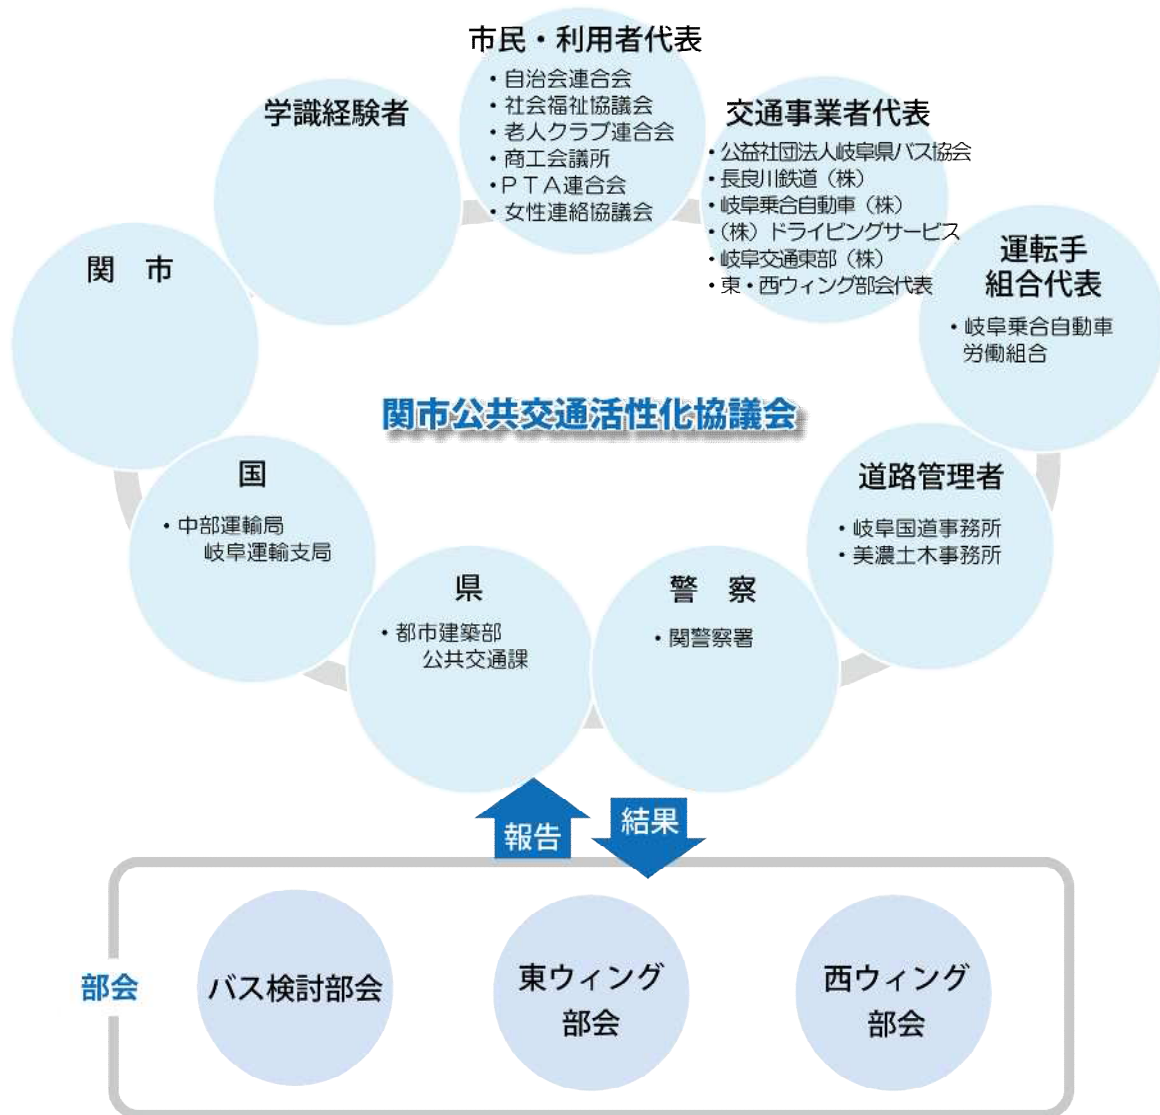 市民・利用者代表
・自治会連合会
・社会福祉協議会
・老人クラブ連合会
・商工会議所
・ＰＴＡ連合会
・女性連絡協議会
交通事業者代表
・公益社団法人岐阜県バス協会
・長良川鉄道（株）
・岐阜乗合自動車（株）
・（株）ドライビングサービス
・岐阜交通東部（株）
・東・西ウィング部会代表
運転手
組合代表
・岐阜乗合自動車
労働組合
道路管理者
・岐阜国道事務所
・美濃土木事務所
警　察
・関警察署
県
・都市建築部
公共交通課
国
・中部運輸局
岐阜運輸支局
関　市
学識経験者
関市公共交通活性化協議会
報告
結果
部会
バス検討部会
東ウィング
部会
西ウィング
部会